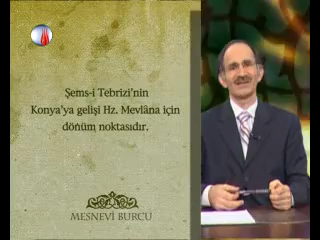 Şems-i Tebrizi'nin
Konya'ya gelişi Hz. Mevlâna için
dönüm noktasıdır.
MESNEVİ BURCU